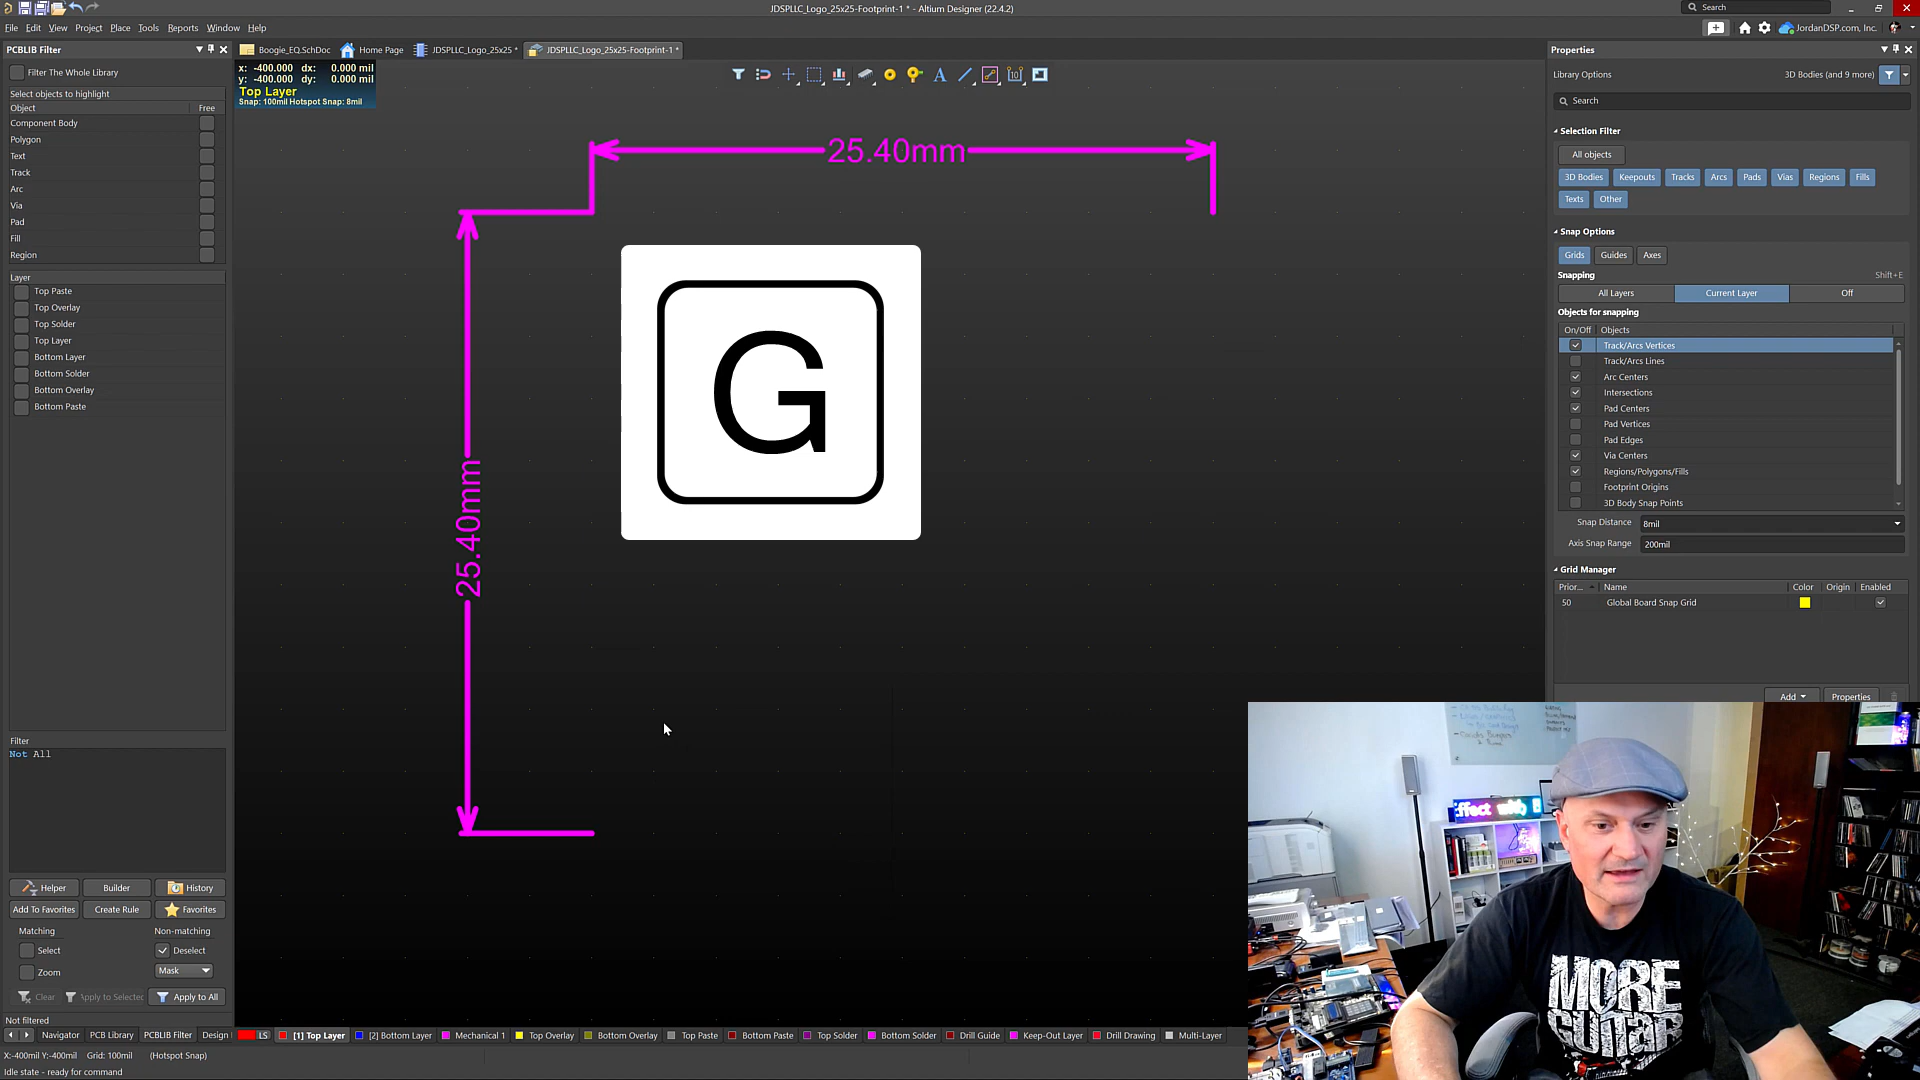 JDSPLLC_Logo_25x25-Footprint-1 * - Altium Designer (22.4.2)
Search
File Edit View Project Place Tools Reports Window Help
JordanDSP.com, Inc.
PCBLIB Filter
Boogie_EQ.SchDoc
Home Page
JDSPLLC_Logo_25x25 *
JDSPLLC_Logo_25x25-Footprint-1 *
Properties
Filter The Whole Library
Select objects to highlight
Object Free
Component Body
Polygon
Text
Track
Arc
Via
Pad
Fill
Region
Layer
Top Paste
Top Overlay
Top Solder
Top Layer
Bottom Layer
Bottom Solder
Bottom Overlay
Bottom Paste
Filter
Not All
Helper Builder History
Add To Favorites Create Rule Favorites
Matching Non-matching
Select Deselect
Zoom Mask
Clear Apply to Selected Apply to All
Not filtered
Navigator PCB Library PCBLIB Filter Design
X:-400mil Y:-400mil Grid: 100mil (Hotspot Snap)
Idle state - ready for command
x: -400.000 dx: 0.000 mil
y: -400.000 dy: 0.000 mil
Top Layer
Snap: 100mil Hotspot Snap: 8mil
25.40mm
25.40mm
G
LS [1] Top Layer [2] Bottom Layer Mechanical 1 Top Overlay Bottom Overlay Top Paste Bottom Paste Top Solder Bottom Solder Drill Guide Keep-Out Layer Drill Drawing Multi-Layer
Library Options 3D Bodies (and 9 more)
Search
Selection Filter
All objects
3D Bodies Keepouts Tracks Arcs Pads Vias Regions Fills
Texts Other
Snap Options
Grids Guides Axes
Snapping Shift+E
All Layers Current Layer Off
Objects for snapping
On/Off Objects
Track/Arcs Vertices
Track/Arcs Lines
Arc Centers
Intersections
Pad Centers
Pad Vertices
Pad Edges
Via Centers
Regions/Polygons/Fills
Footprint Origins
3D Body Snap Points
Snap Distance 8mil
Axis Snap Range 200mil
Grid Manager
Prior... Name Color Origin Enabled
50 Global Board Snap Grid
Add Properties
Effect with
MORE
GUITAR